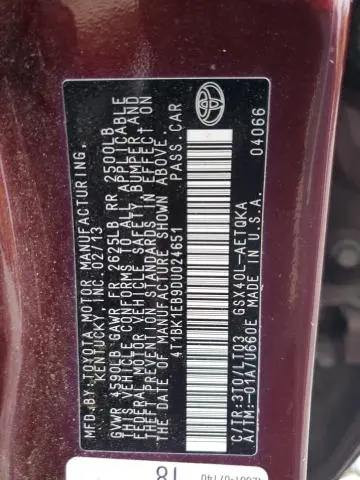 MFD. BY: TOYOTA MOTOR MANUFACTURING,
KENTUCKY, INC. 02/13
GVWR 4590LB GAWR FR 2625LB RR 2500LB
THIS VEHICLE CONFORMS TO ALL APPLICABLE
FEDERAL MOTOR VEHICLE SAFETY, BUMPER AND
THEFT PREVENTION STANDARDS IN EFFECT ON
THE DATE OF MANUFACTURE SHOWN ABOVE.
4T1BK1EB9DU024651 PASS.CAR
C/TR:3T0/LT03 GSX40L-AETQKA
A/TM:-01A/U660E MADE IN U.S.A.
04066
18